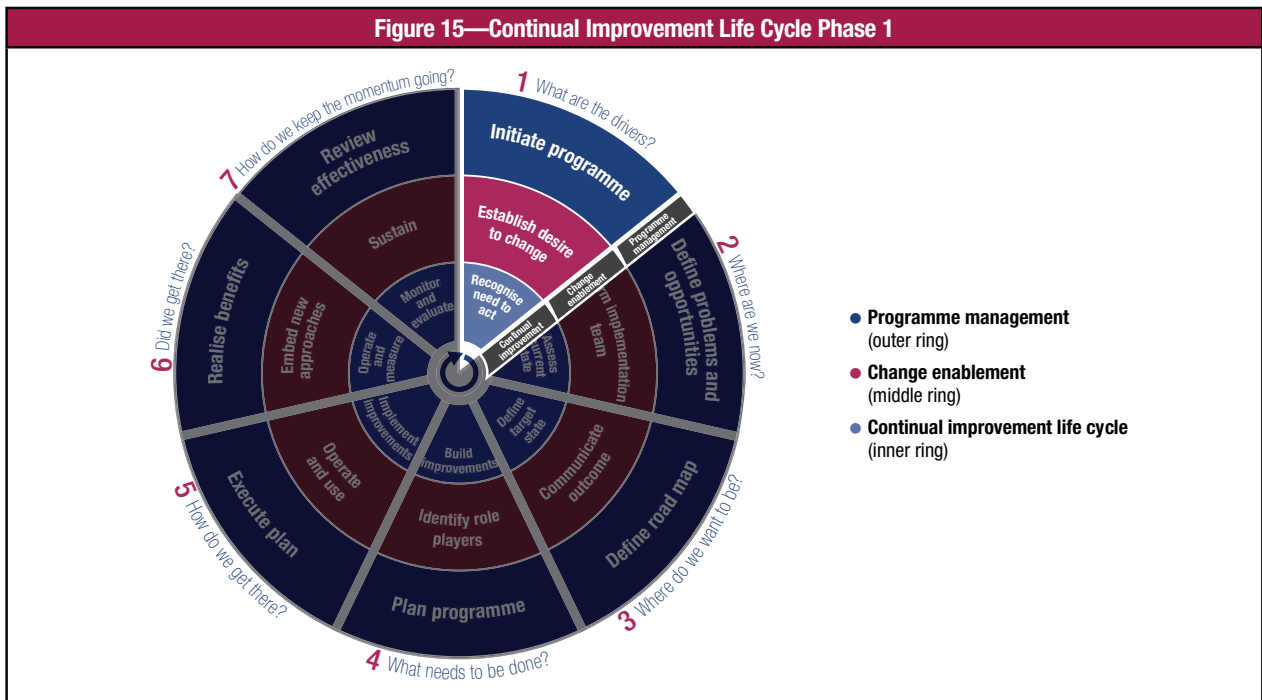 Figure 15—Continual Improvement Life Cycle Phase 1
1 What are the drivers?
Initiate programme
Establish desire
to change
Recognise
need to
act
Programme
management
Change
enablement
Continual
improvement
2 Where are we now?
Define problems and
opportunities
m implementation
team
Assess
urrent
tate
3 Where do we want to be?
Define road map
Communicate
outcome
Define
target
state
4 What needs to be done?
Plan programme
Identify role
players
Build
improvements
5 How do we get there?
Execute plan
Operate
and use
Implement
improvements
6 Did we get there?
Realise benefits
Embed new
approaches
Operate
and
measure
7 How do we keep the momentum going?
Review
effectiveness
Sustain
Monitor
and
evaluate
Programme management
(outer ring)
Change enablement
(middle ring)
Continual improvement life cycle
(inner ring)